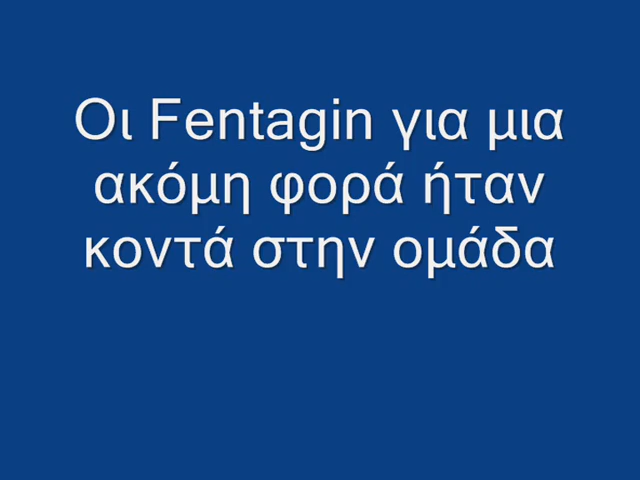 Οι Fentagin για μια
ακόμη φορά ήταν
κοντά στην ομάδα